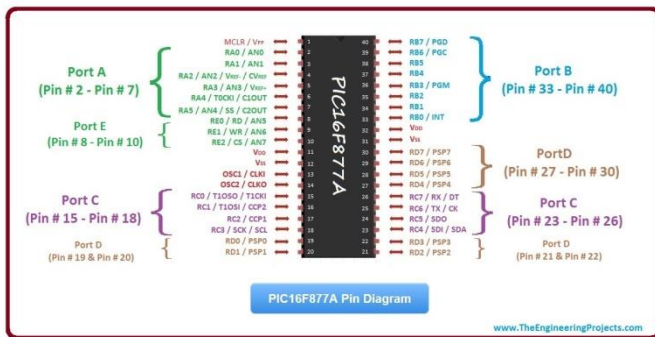 MCLR / VPP
RA0 / AN0
RA1 / AN1
RA2 / AN2 / VREF- / CVREF
RA3 / AN3 / VREF+
RA4 / T0CKI / C1OUT
RA5 / AN4 / SS / C2OUT
RE0 / RD / AN5
RE1 / WR / AN6
RE2 / CS / AN7
VDD
VSS
OSC1 / CLKI
OSC2 / CLKO
RC0 / T1OSO / T1CKI
RC1 / T1OSI / CCP2
RC2 / CCP1
RC3 / SCK / SCL
RD0 / PSP0
RD1 / PSP1
Port A
(Pin # 2 - Pin # 7)
Port E
(Pin # 8 - Pin # 10)
Port C
(Pin # 15 - Pin # 18)
Port D
(Pin # 19 & Pin # 20)
1
2
3
4
5
6
7
8
9
10
11
12
13
14
15
16
17
18
19
20
PIC16F877A
40
39
38
37
36
35
34
33
32
31
30
29
28
27
26
25
24
23
22
21
RB7 / PGD
RB6 / PGC
RB5
RB4
RB3 / PGM
RB2
RB1
RB0 / INT
VDD
VSS
RD7 / PSP7
RD6 / PSP6
RD5 / PSP5
RD4 / PSP4
RC7 / RX / DT
RC6 / TX / CK
RC5 / SDO
RC4 / SDI / SDA
RD3 / PSP3
RD2 / PSP2
Port B
(Pin # 33 - Pin # 40)
PortD
(Pin # 27 - Pin # 30)
Port C
(Pin # 23 - Pin # 26)
Port D
(Pin # 21 & Pin # 22)
PIC16F877A Pin Diagram
www.TheEngineeringProjects.com